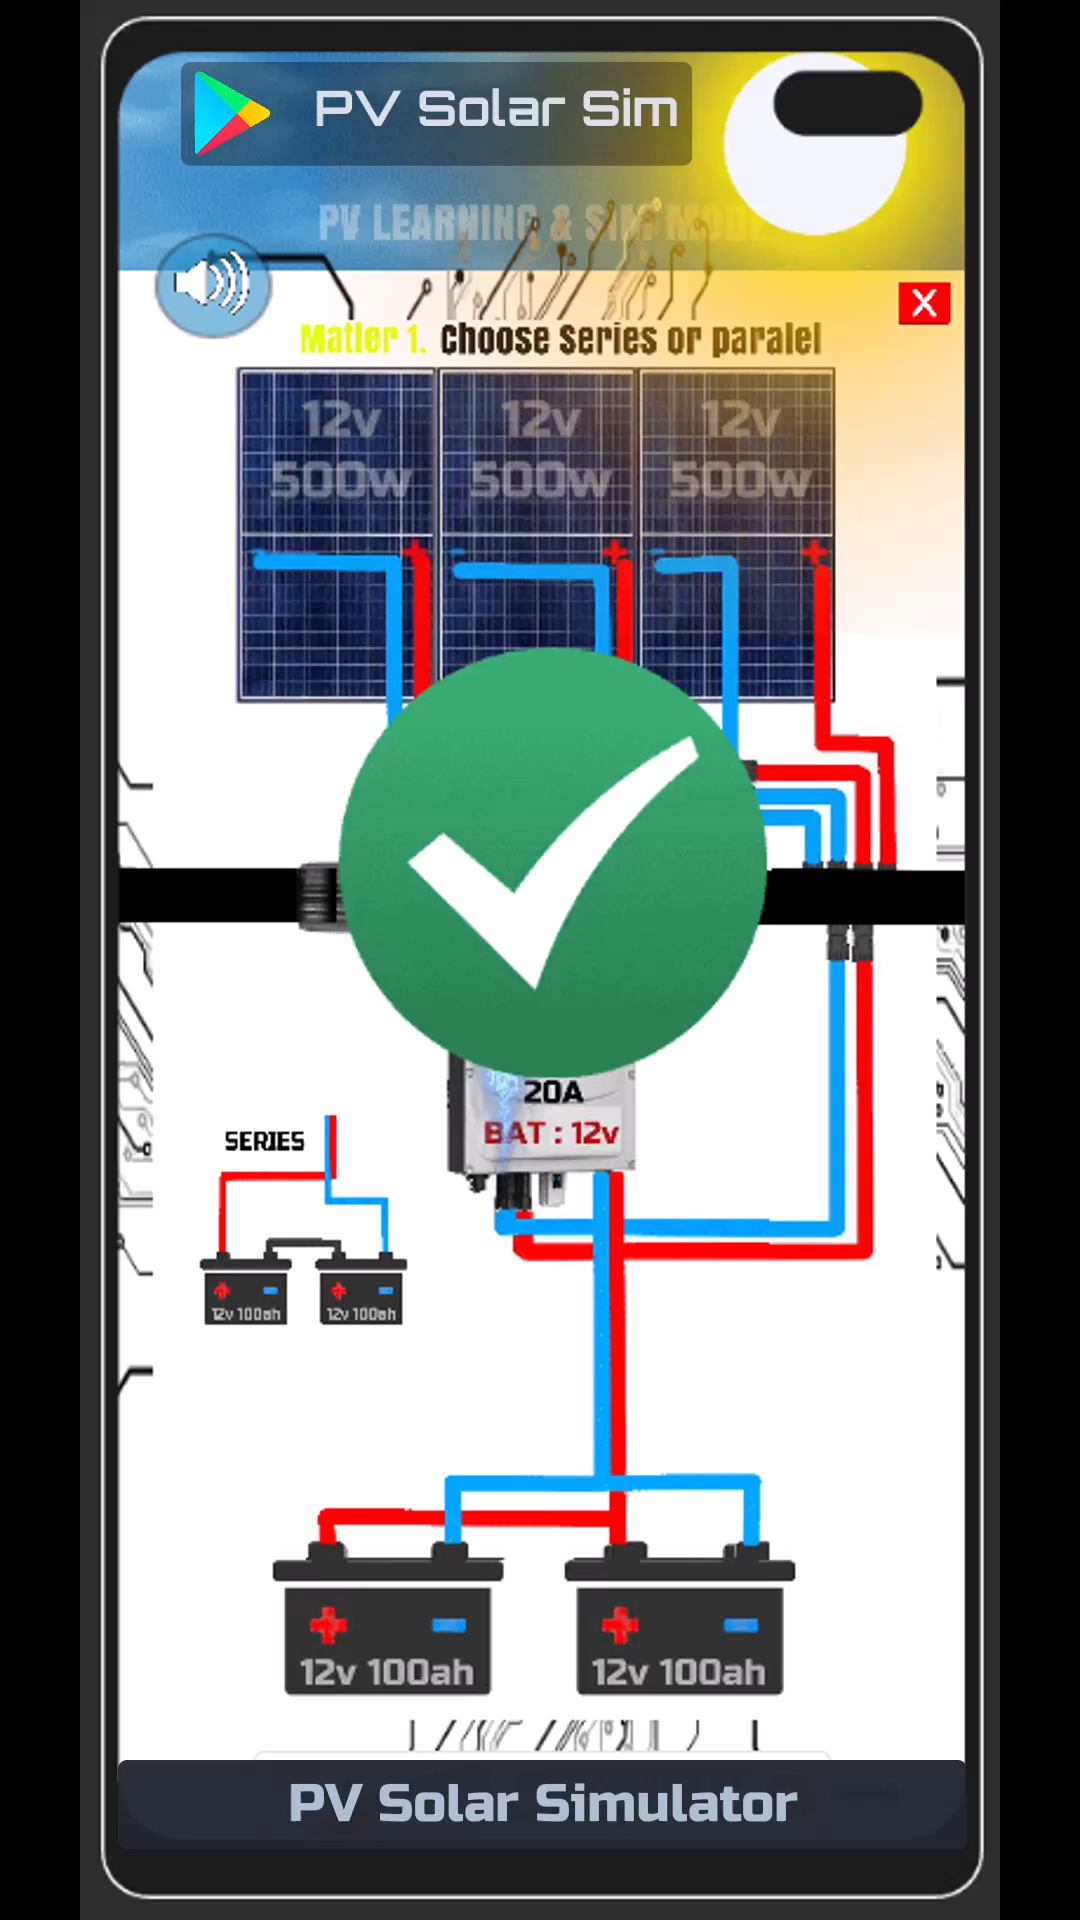 PV Solar Sim
PV LEARNING & SIM MODE
X
Matler 1. Choose Series or paralel
12v 12v 12v
500w 500w 500w
20A
BAT : 12v
SERIES
12v 100ah 12v 100ah
12v 100ah 12v 100ah
PV Solar Simulator